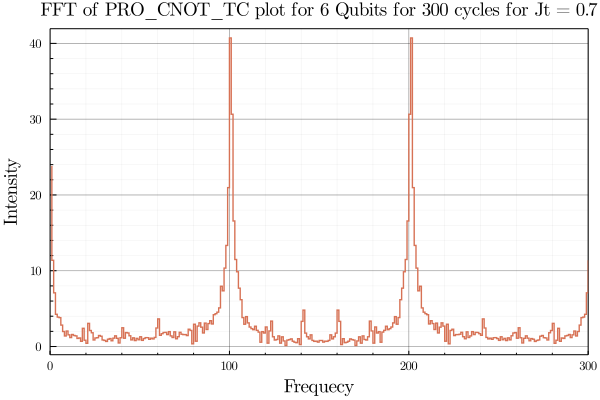 FFT of PRO_CNOT_TC plot for 6 Qubits for 300 cycles for Jt = 0.7
40
30
20
10
0
Intensity
0 100 200 300
Frequecy